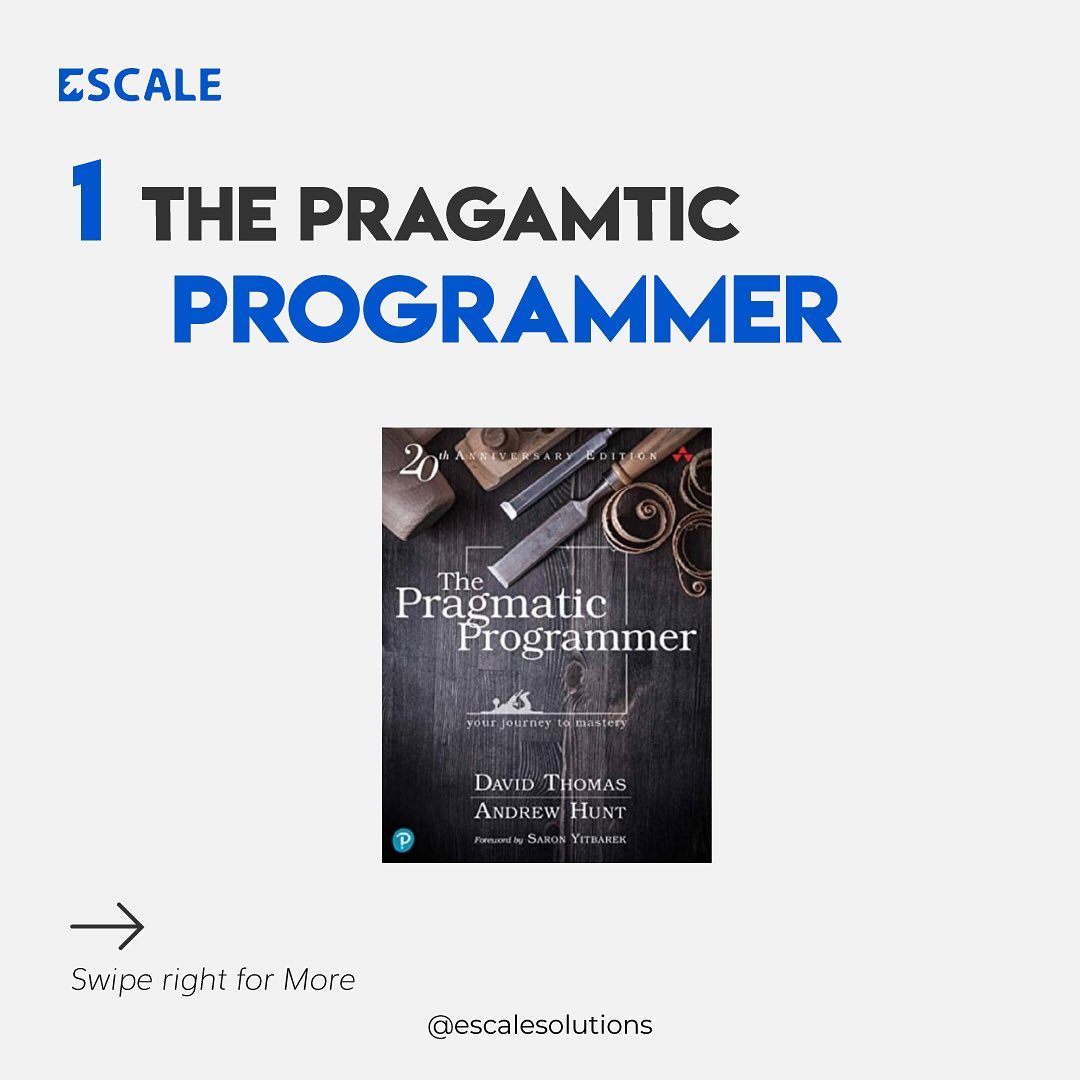 ESCALE
1 THE PRAGAMTIC
PROGRAMMER
20th ANNIVERSARY EDITION
The
Pragmatic
Programmer
your journey to mastery
DAVID THOMAS
ANDREW HUNT
Foreword by SARON YITBAREK
P
Swipe right for More
@escalesolutions